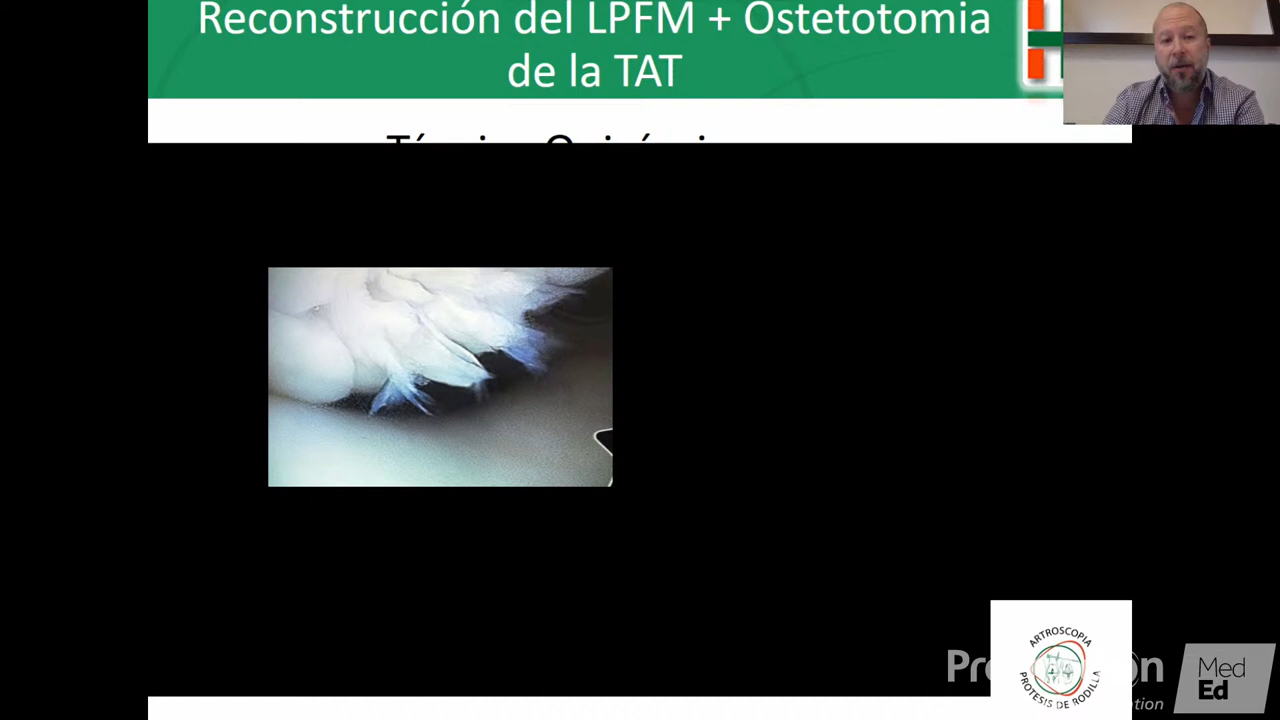 Reconstrucción del LPFM + Ostetotomia
de la TAT
ARTROSCOPIA
PROTESIS DE RODILLA
Med
Ed